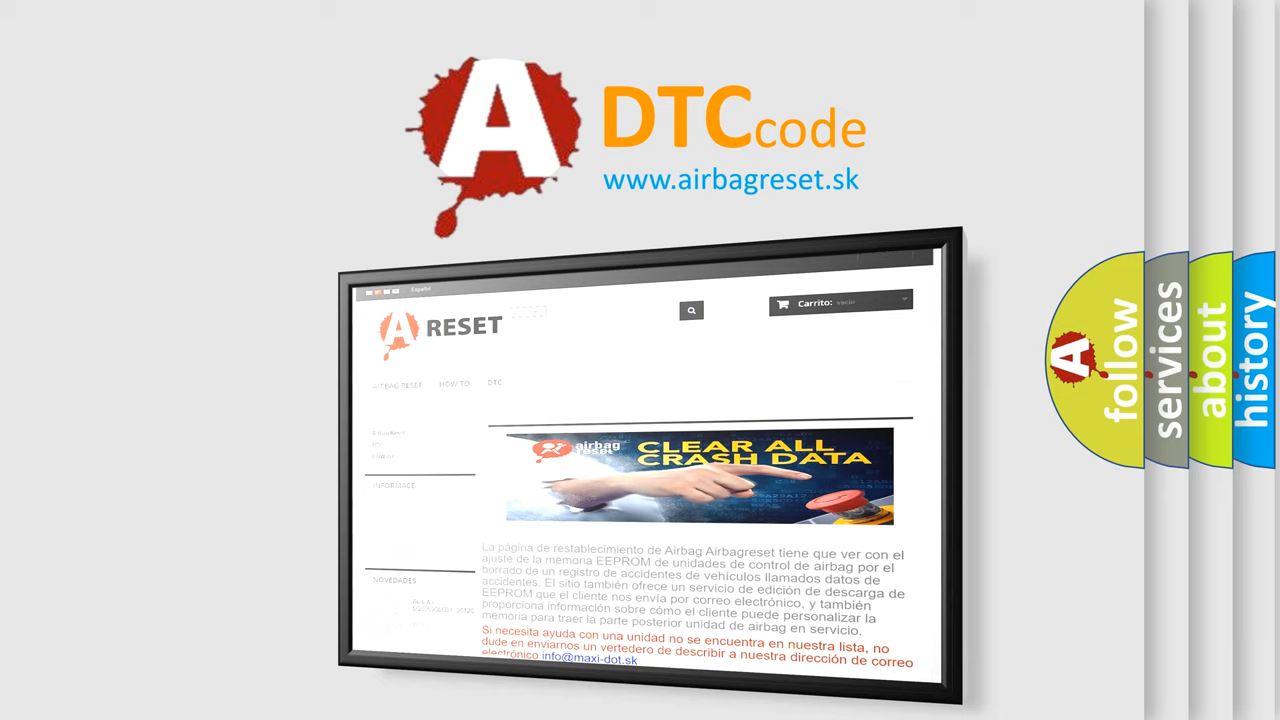 A
DTCcode
www.airbagreset.sk
Español
A RESET
Carrito: vacío
AIRBAG RESET HOW TO DTC
INFORMACE
airbag
reset
CLEAR ALL
CRASH DATA
La página de restablecimiento de Airbag Airbagreset tiene que ver con el
ajuste de la memoria EEPROM de unidades de control de airbag por el
borrado de un registro de accidentes de vehículos llamados datos de
accidentes. El sitio también ofrece un servicio de edición de descarga de
EEPROM que el cliente nos envía por correo electrónico, y también
proporciona información sobre cómo el cliente puede personalizar la
memoria para traer la parte posterior unidad de airbag en servicio.
Si necesita ayuda con una unidad no se encuentra en nuestra lista, no
dude en enviarnos un vertedero de describir a nuestra dirección de correo
electrónico info@maxi-dot.sk
NOVEDADES
A
follow
services
about
history